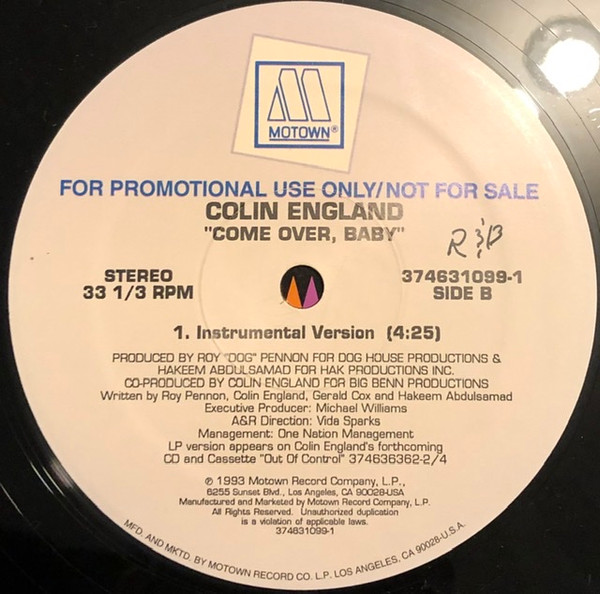 MOTOWN®
FOR PROMOTIONAL USE ONLY/NOT FOR SALE
COLIN ENGLAND
"COME OVER, BABY"
R&B
STEREO
33 1/3 RPM
374631099-1
SIDE B
1. Instrumental Version (4:25)
PRODUCED BY ROY "DOG" PENNON FOR DOG HOUSE PRODUCTIONS &
HAKEEM ABDULSAMAD FOR HAK PRODUCTIONS INC.
CO-PRODUCED BY COLIN ENGLAND FOR BIG BENN PRODUCTIONS
Written by Roy Pennon, Colin England, Gerald Cox and Hakeem Abdulsamad
Executive Producer: Michael Williams
A&R Direction: Vida Sparks
Management: One Nation Management
LP version appears on Colin England's forthcoming
CD and Cassette "Out Of Control" 374636362-2/4
℗ 1993 Motown Record Company, L.P.,
6255 Sunset Blvd., Los Angeles, CA 90028-USA
Manufactured and Marketed by Motown Record Company, L.P.
All Rights Reserved. Unauthorized duplication
is a violation of applicable laws.
374631099-1
MFD. AND MKTD. BY MOTOWN RECORD CO. L.P. LOS ANGELES, CA 90028-U.S.A.